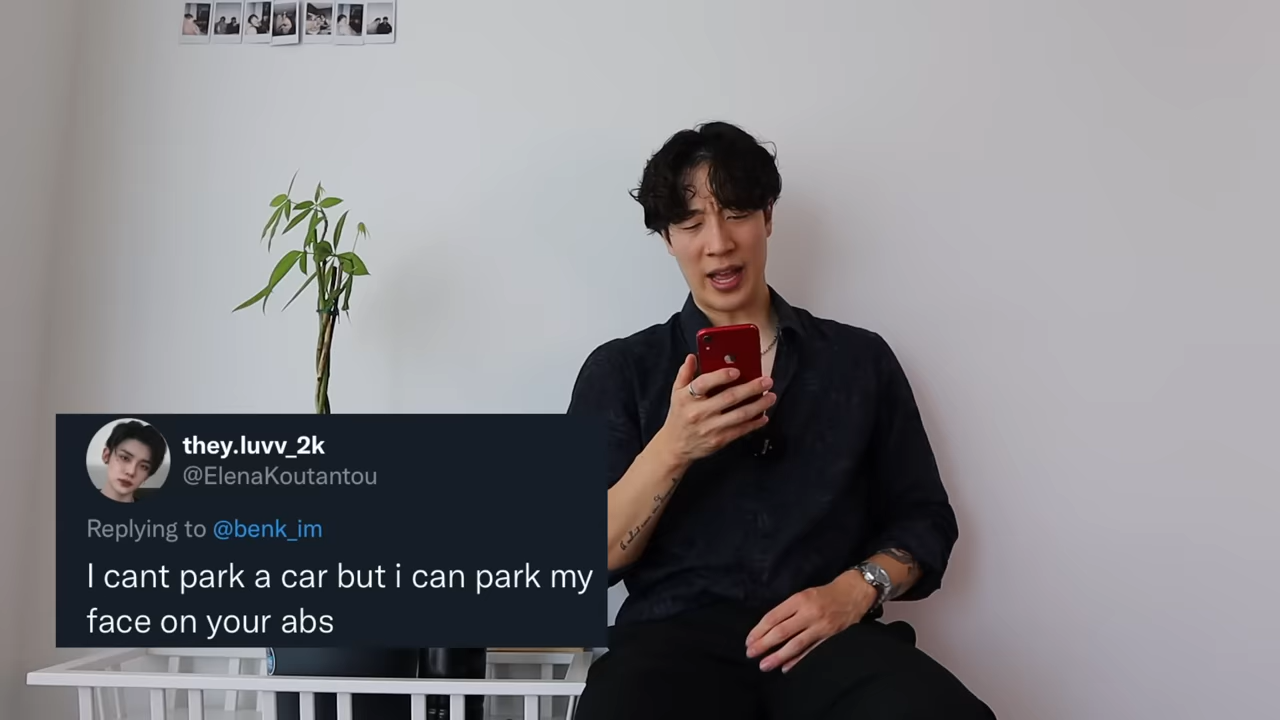 they.luvv_2k
@ElenaKoutantou
Replying to @benk_im
I cant park a car but i can park my
face on your abs